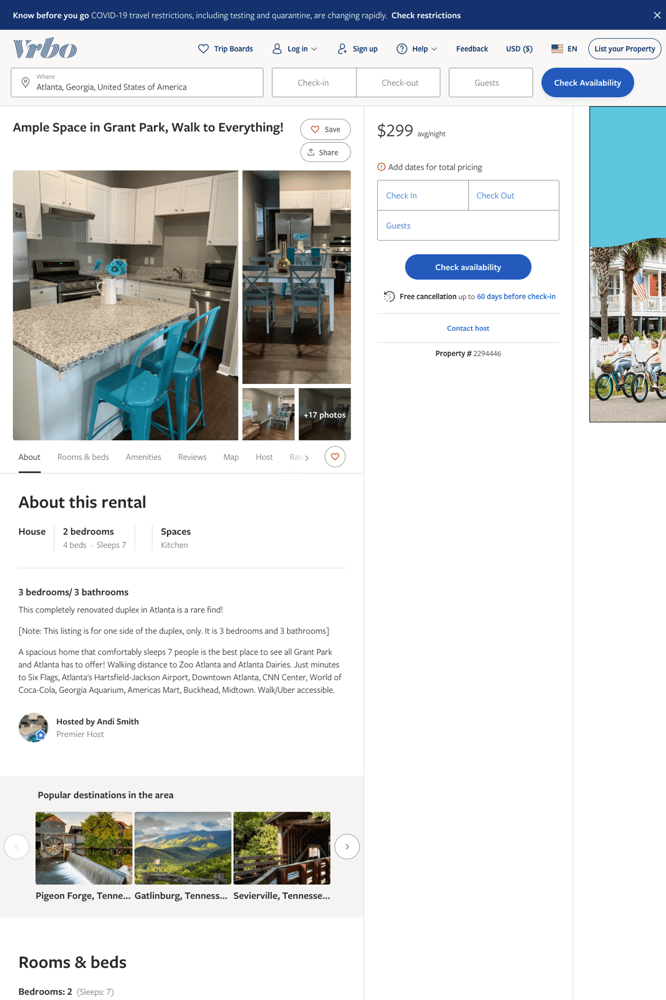 Know before you go COVID-19 travel restrictions, including testing and quarantine, are changing rapidly. Check restrictions
Vrbo
Trip Boards
Log in
Sign up
Help
Feedback
USD ($)
EN
List your Property
Where
Atlanta, Georgia, United States of America
Check-in
Check-out
Guests
Check Availability
Ample Space in Grant Park, Walk to Everything!
Save
Share
$299 avg/night
Add dates for total pricing
Check In
Check Out
Guests
Check availability
Free cancellation up to 60 days before check-in
Contact host
Property # 2294446
+17 photos
About
Rooms & beds
Amenities
Reviews
Map
Host
Rate
About this rental
House
2 bedrooms
4 beds · Sleeps 7
Spaces
Kitchen
3 bedrooms/ 3 bathrooms
This completely renovated duplex in Atlanta is a rare find!
[Note: This listing is for one side of the duplex, only. It is 3 bedrooms and 3 bathrooms]
A spacious home that comfortably sleeps 7 people is the best place to see all Grant Park
and Atlanta has to offer! Walking distance to Zoo Atlanta and Atlanta Dairies. Just minutes
to Six Flags, Atlanta's Hartsfield-Jackson Airport, Downtown Atlanta, CNN Center, World of
Coca-Cola, Georgia Aquarium, Americas Mart, Buckhead, Midtown. Walk/Uber accessible.
Hosted by Andi Smith
Premier Host
Popular destinations in the area
Pigeon Forge, Tenne...
Gatlinburg, Tenness...
Sevierville, Tennesse...
Rooms & beds
Bedrooms: 2 (Sleeps: 7)